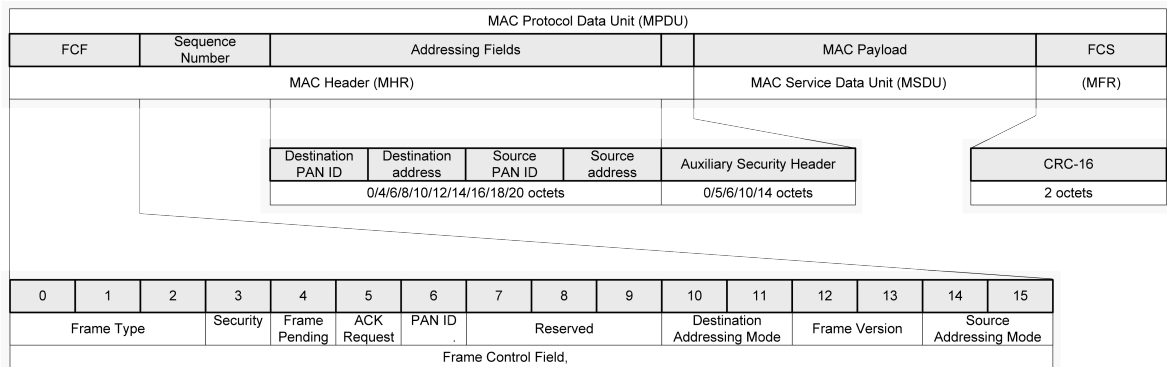 MAC Protocol Data Unit (MPDU)
FCF
Sequence
Number
Addressing Fields
MAC Payload
FCS
MAC Header (MHR)
MAC Service Data Unit (MSDU)
(MFR)
Destination
PAN ID
Destination
address
Source
PAN ID
Source
address
Auxiliary Security Header
CRC-16
0/4/6/8/10/12/14/16/18/20 octets
0/5/6/10/14 octets
2 octets
0 1 2 3 4 5 6 7 8 9 10 11 12 13 14 15
Frame Type
Security
Frame
Pending
ACK
Request
PAN ID
.
Reserved
Destination
Addressing Mode
Frame Version
Source
Addressing Mode
Frame Control Field,